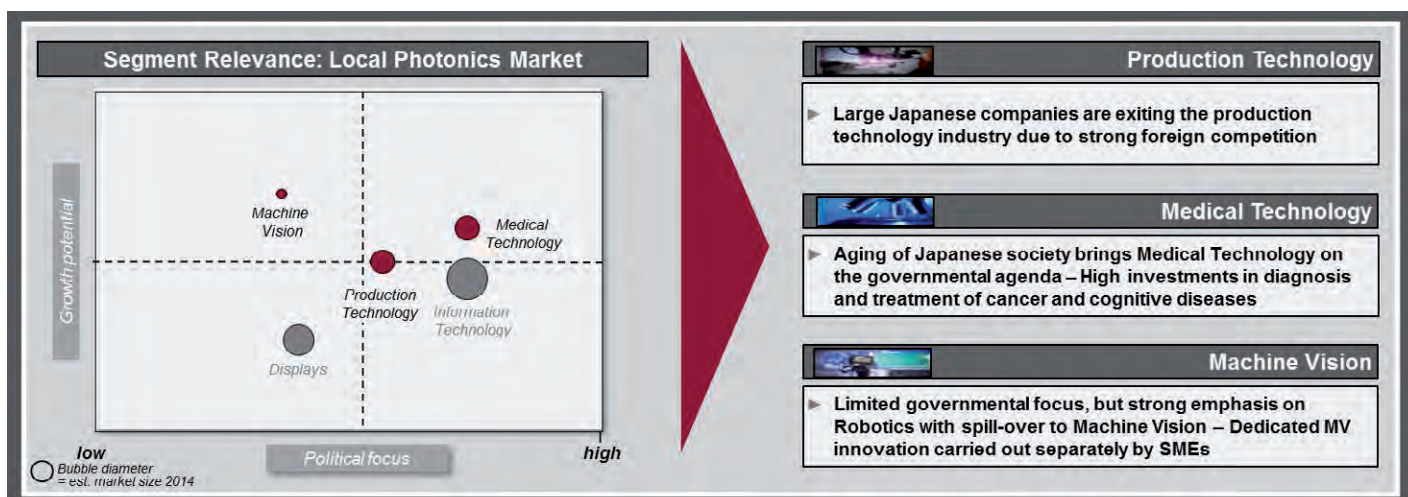 Segment Relevance: Local Photonics Market
Growth potential
Machine
Vision
Medical
Technology
Production
Technology
Information
Technology
Displays
low
Political focus
high
Bubble diameter
= est. market size 2014
Production Technology
Large Japanese companies are exiting the production
technology industry due to strong foreign competition
Medical Technology
Aging of Japanese society brings Medical Technology on
the governmental agenda – High investments in diagnosis
and treatment of cancer and cognitive diseases
Machine Vision
Limited governmental focus, but strong emphasis on
Robotics with spill-over to Machine Vision – Dedicated MV
innovation carried out separately by SMEs